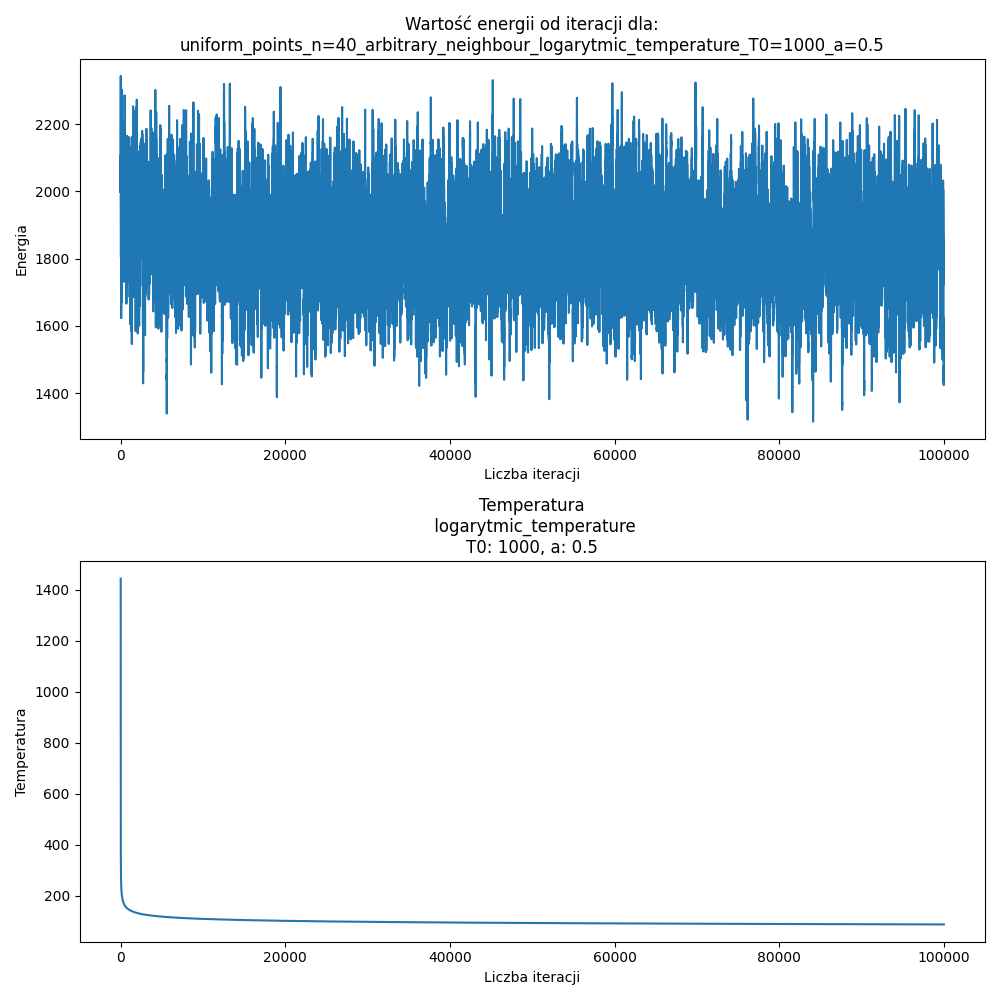 Wartość energii od iteracji dla:
uniform_points_n=40_arbitrary_neighbour_logarytmic_temperature_T0=1000_a=0.5
2200
2000
1800
1600
1400
Energia
0
20000
40000
60000
80000
100000
Liczba iteracji
Temperatura
logarytmic_temperature
T0: 1000, a: 0.5
1400
1200
1000
800
600
400
200
Temperatura
0
20000
40000
60000
80000
100000
Liczba iteracji